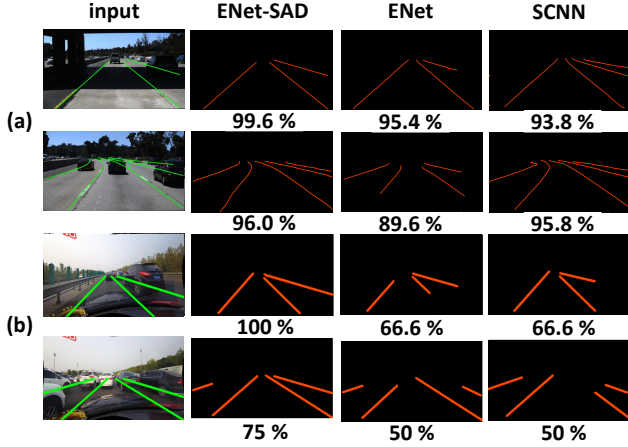 input ENet-SAD ENet SCNN
(a)
99.6 % 95.4 % 93.8 %
96.0 % 89.6 % 95.8 %
(b)
100 % 66.6 % 66.6 %
75 % 50 % 50 %